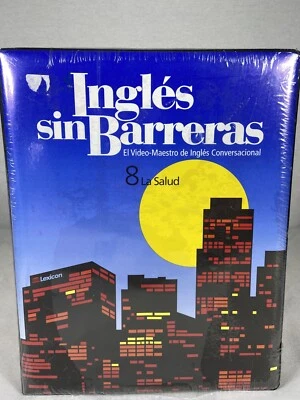 Inglés
sin Barreras
El Video-Maestro de Inglés Conversacional
8 La Salud
Lexicon